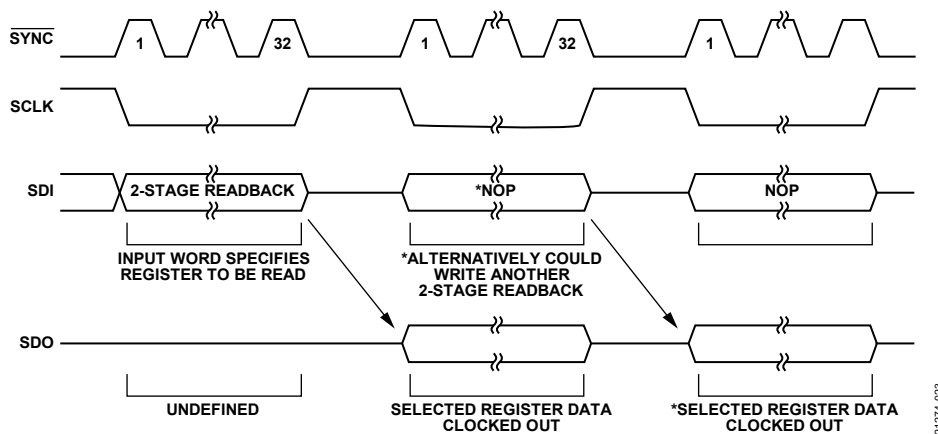 SYNC
1
32
1
32
1
SCLK
SDI
2-STAGE READBACK
*NOP
NOP
INPUT WORD SPECIFIES
REGISTER TO BE READ
*ALTERNATIVELY COULD
WRITE ANOTHER
2-STAGE READBACK
SDO
UNDEFINED
SELECTED REGISTER DATA
CLOCKED OUT
*SELECTED REGISTER DATA
CLOCKED OUT